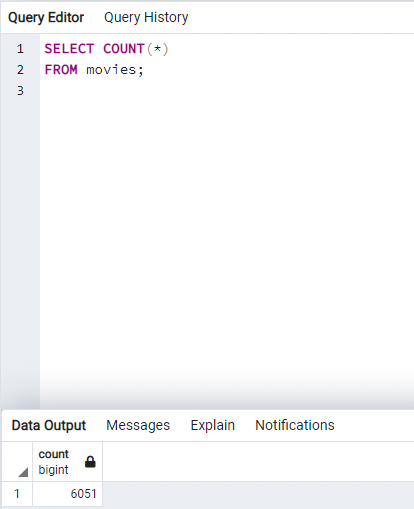 Query Editor Query History
1 SELECT COUNT(*)
2 FROM movies;
3
Data Output Messages Explain Notifications
count
bigint
1 6051